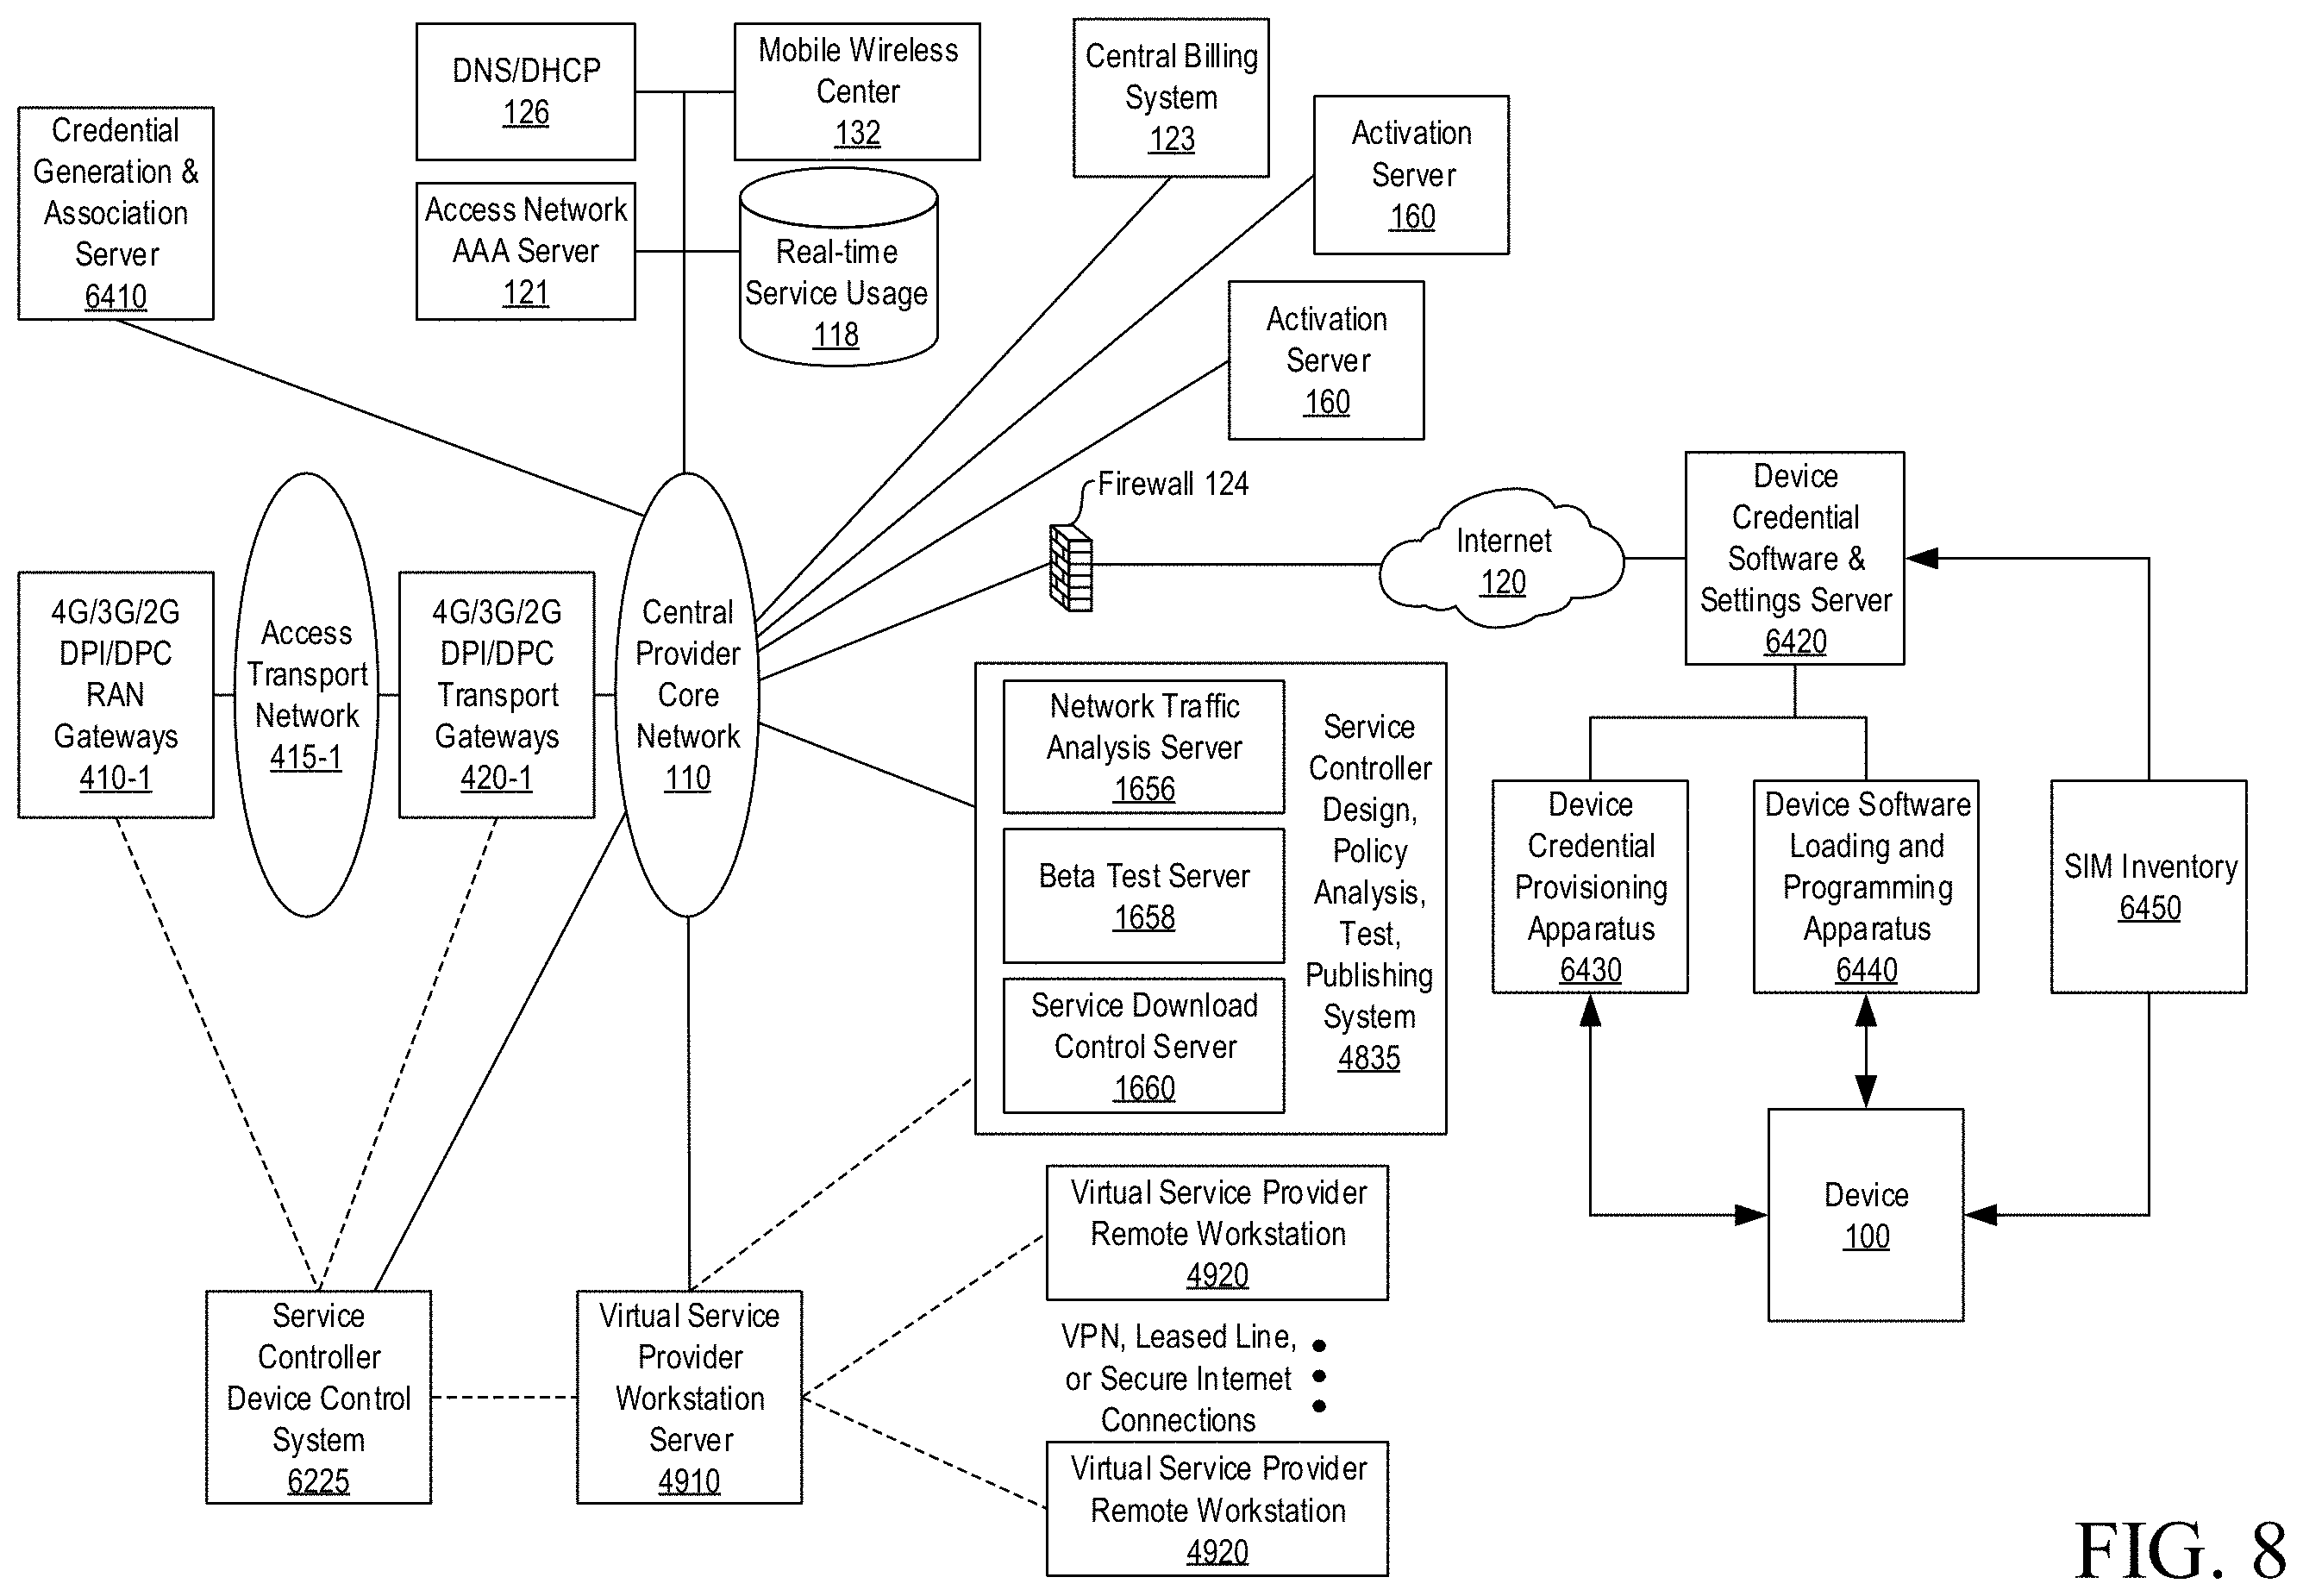 DNS/DHCP
126
Mobile Wireless
Center
132
Central Billing
System
123
Activation
Server
160
Credential
Generation &
Association
Server
6410
Access Network
AAA Server
121
Real-time
Service Usage
118
Activation
Server
160
Firewall 124
Internet
120
Device
Credential
Software &
Settings Server
6420
4G/3G/2G
DPI/DPC
RAN
Gateways
410-1
Access
Transport
Network
415-1
4G/3G/2G
DPI/DPC
Transport
Gateways
420-1
Central
Provider
Core
Network
110
Network Traffic
Analysis Server
1656
Beta Test Server
1658
Service Download
Control Server
1660
Service
Controller
Design,
Policy
Analysis,
Test,
Publishing
System
4835
Device
Credential
Provisioning
Apparatus
6430
Device Software
Loading and
Programming
Apparatus
6440
SIM Inventory
6450
Device
100
Service
Controller
Device Control
System
6225
Virtual Service
Provider
Workstation
Server
4910
Virtual Service Provider
Remote Workstation
4920
VPN, Leased Line,
or Secure Internet
Connections
Virtual Service Provider
Remote Workstation
4920
FIG. 8